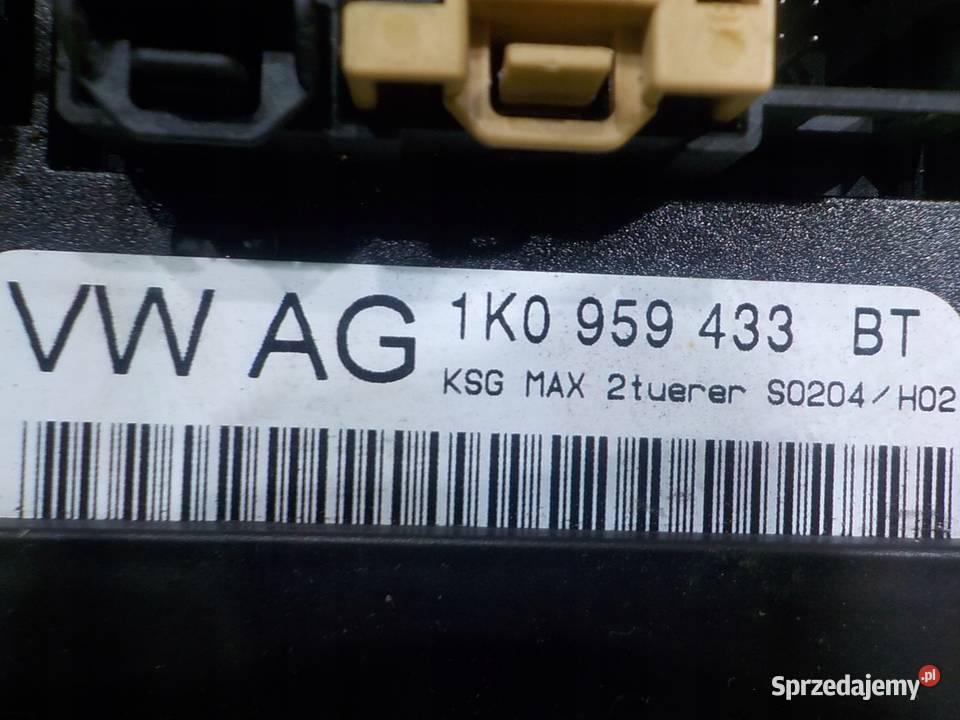 VW AG 1K0 959 433 BT
KSG MAX 2tuerer S0204/H02
Sprzedajemy.pl